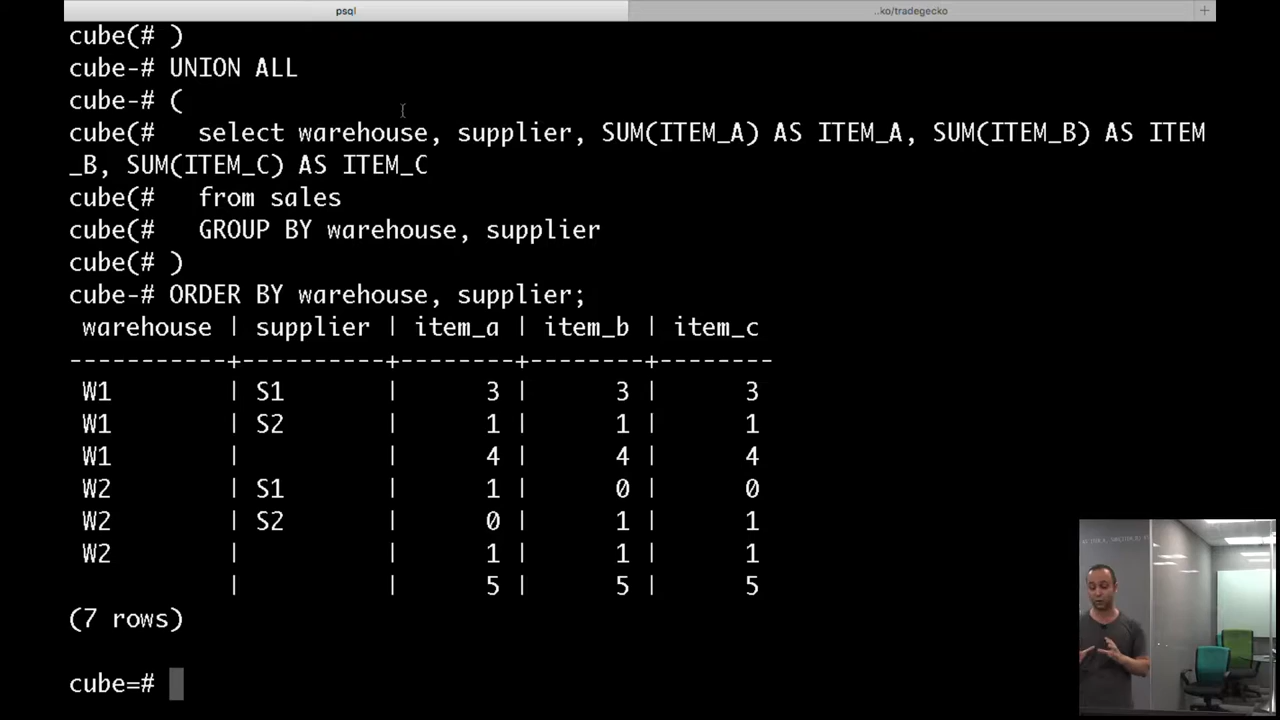 psql
..ko/tradegecko
cube(# )
cube-# UNION ALL
cube-# (
cube(#   select warehouse, supplier, SUM(ITEM_A) AS ITEM_A, SUM(ITEM_B) AS ITEM
_B, SUM(ITEM_C) AS ITEM_C
cube(#   from sales
cube(#   GROUP BY warehouse, supplier
cube(# )
cube-# ORDER BY warehouse, supplier;
 warehouse | supplier | item_a | item_b | item_c
-----------+----------+--------+--------+--------
 W1        | S1       |      3 |      3 |      3
 W1        | S2       |      1 |      1 |      1
 W1        |          |      4 |      4 |      4
 W2        | S1       |      1 |      0 |      0
 W2        | S2       |      0 |      1 |      1
 W2        |          |      1 |      1 |      1
           |          |      5 |      5 |      5
(7 rows)
cube=#